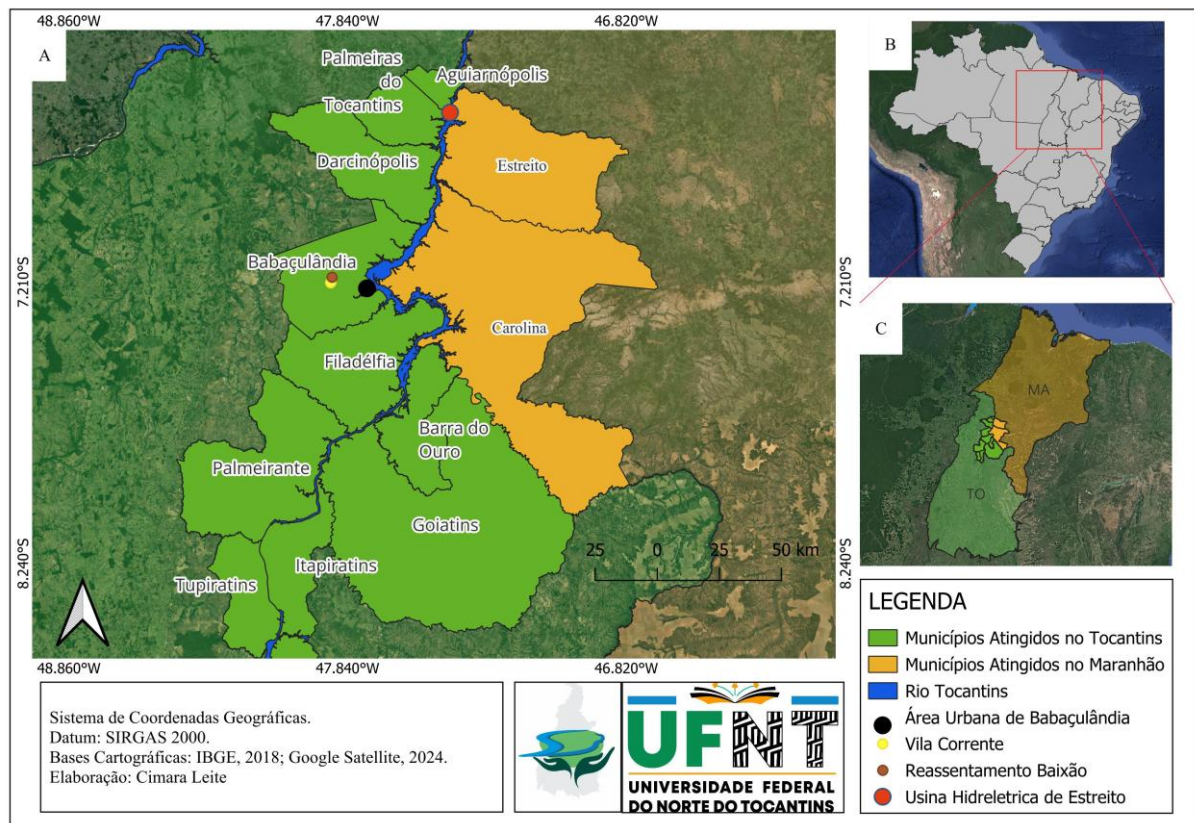 48.860°W
47.840°W
46.820°W
A
Palmeiras
do
Tocantins
Aguiarnópolis
Darcinópolis
Estreito
Babaçulândia
Carolina
Filadélfia
Barra do
Ouro
Palmeirante
Goiatins
Itapiratins
Tupiratins
7.210°S
8.240°S
7.210°S
8.240°S
25 0 25 50 km
48.860°W
47.840°W
46.820°W
B
C
MA
TO
LEGENDA
Municípios Atingidos no Tocantins
Municípios Atingidos no Maranhão
Rio Tocantins
Área Urbana de Babaçulândia
Vila Corrente
Reassentamento Baixão
Usina Hidreletrica de Estreito
Sistema de Coordenadas Geográficas.
Datum: SIRGAS 2000.
Bases Cartográficas: IBGE, 2018; Google Satellite, 2024.
Elaboração: Cimara Leite
UFNT
UNIVERSIDADE FEDERAL
DO NORTE DO TOCANTINS